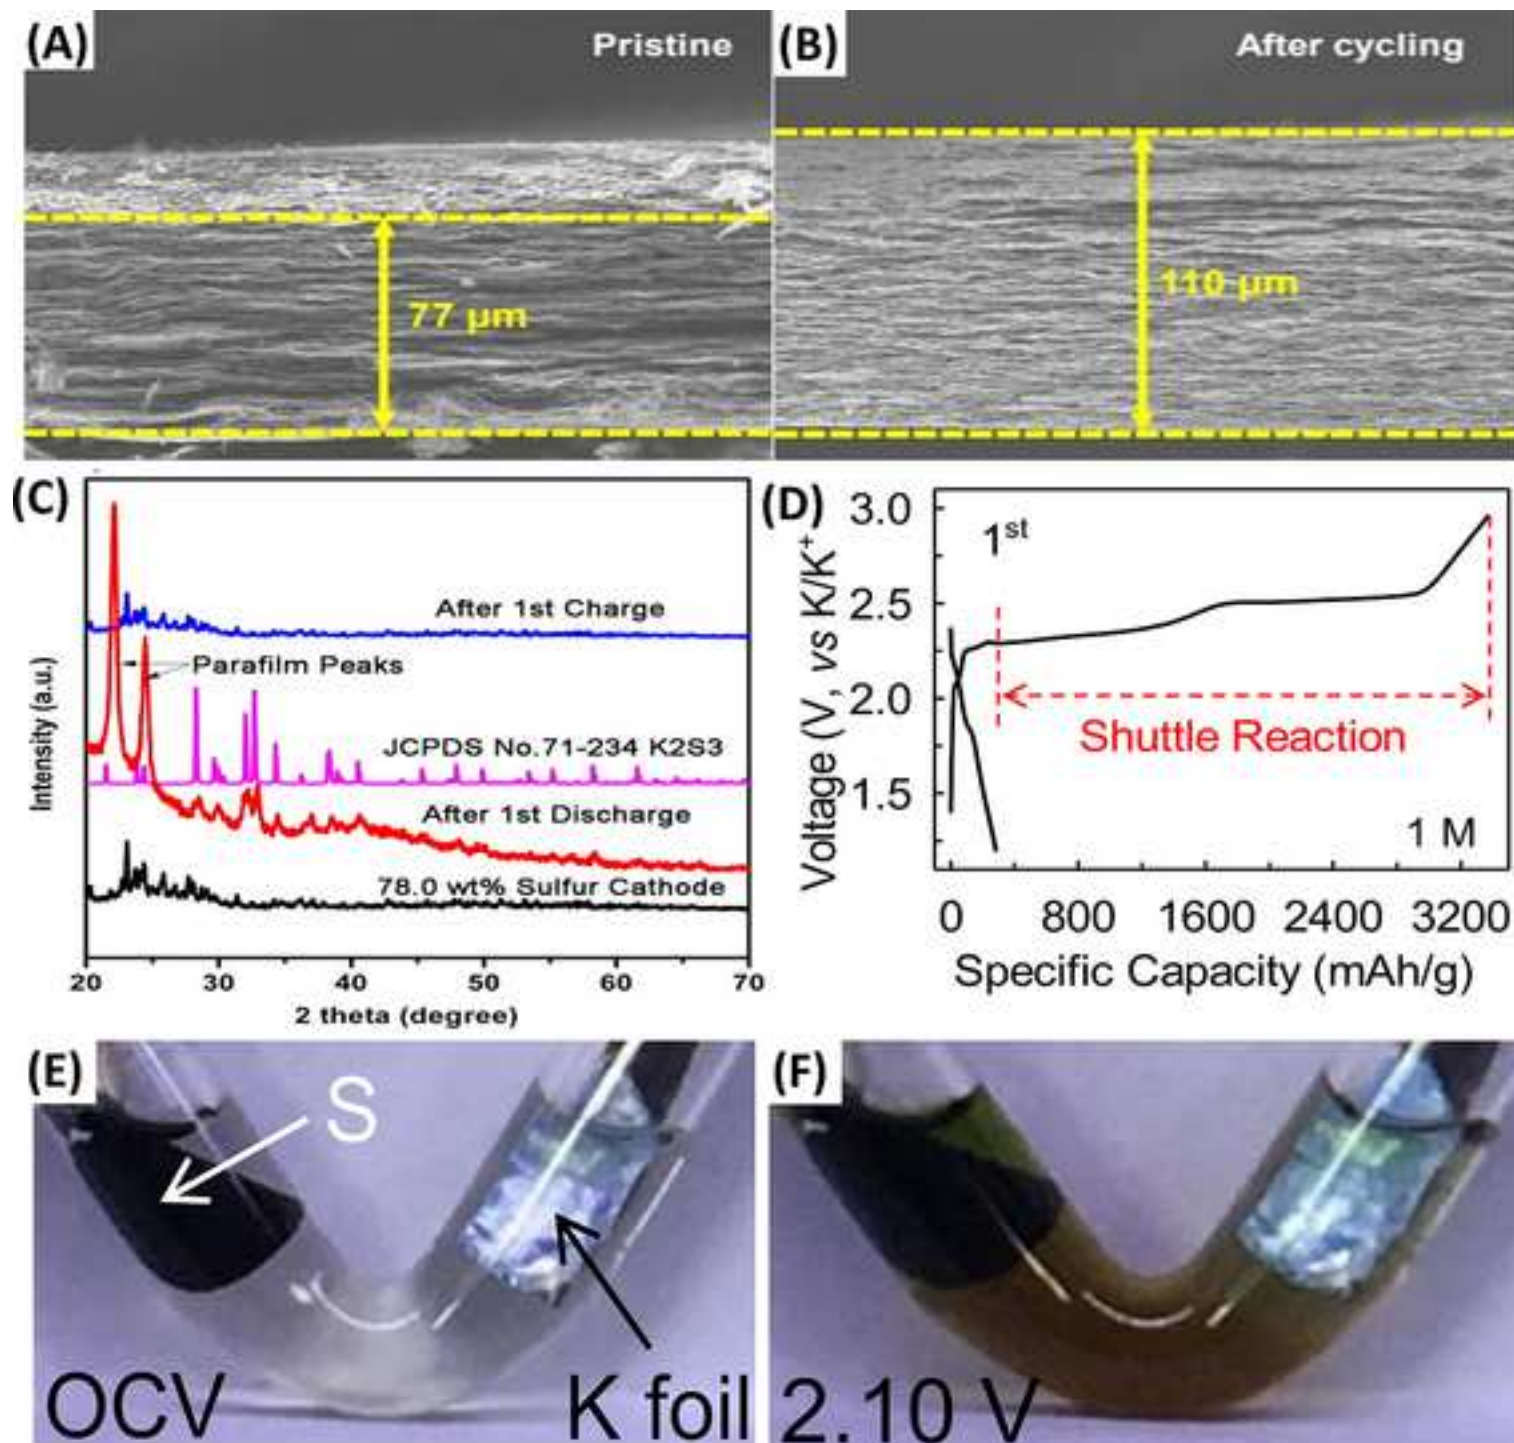 (A)
Pristine
77 µm
(B)
After cycling
110 µm
(C)
After 1st Charge
Parafilm Peaks
JCPDS No.71-234 K2S3
After 1st Discharge
78.0 wt% Sulfur Cathode
Intensity (a.u.)
20 30 40 50 60 70
2 theta (degree)
(D)
3.0
2.5
2.0
1.5
Voltage (V, vs K/K⁺
1ˢᵗ
Shuttle Reaction
1 M
0 800 1600 2400 3200
Specific Capacity (mAh/g)
(E)
S
OCV
K foil
(F)
2.10 V